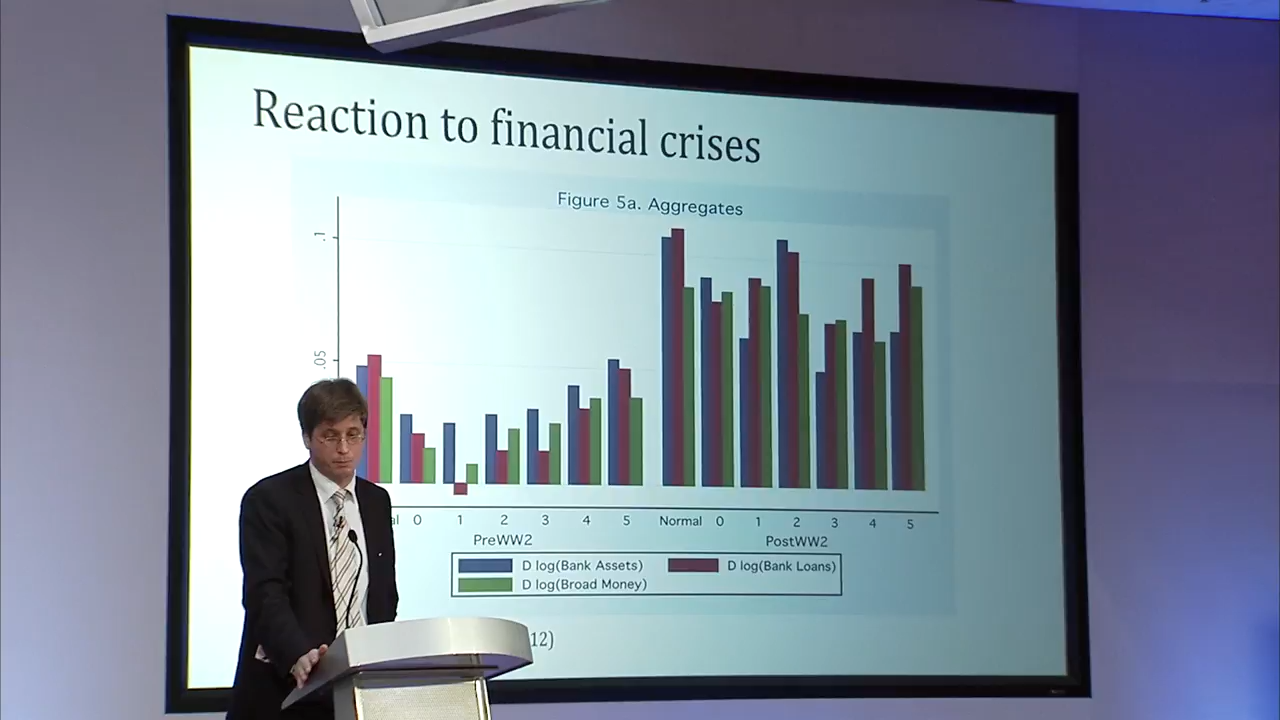 Reaction to financial crises
Figure 5a. Aggregates
.1
.05
al 0 1 2 3 4 5 Normal 0 1 2 3 4 5
PreWW2 PostWW2
D log(Bank Assets) D log(Bank Loans)
D log(Broad Money)
12)